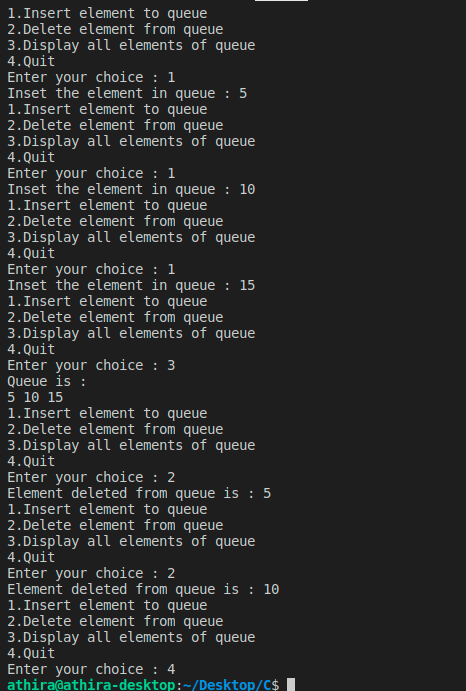 1.Insert element to queue
2.Delete element from queue
3.Display all elements of queue
4.Quit
Enter your choice : 1
Inset the element in queue : 5
1.Insert element to queue
2.Delete element from queue
3.Display all elements of queue
4.Quit
Enter your choice : 1
Inset the element in queue : 10
1.Insert element to queue
2.Delete element from queue
3.Display all elements of queue
4.Quit
Enter your choice : 1
Inset the element in queue : 15
1.Insert element to queue
2.Delete element from queue
3.Display all elements of queue
4.Quit
Enter your choice : 3
Queue is :
5 10 15
1.Insert element to queue
2.Delete element from queue
3.Display all elements of queue
4.Quit
Enter your choice : 2
Element deleted from queue is : 5
1.Insert element to queue
2.Delete element from queue
3.Display all elements of queue
4.Quit
Enter your choice : 2
Element deleted from queue is : 10
1.Insert element to queue
2.Delete element from queue
3.Display all elements of queue
4.Quit
Enter your choice : 4
athira@athira-desktop:~/Desktop/C$